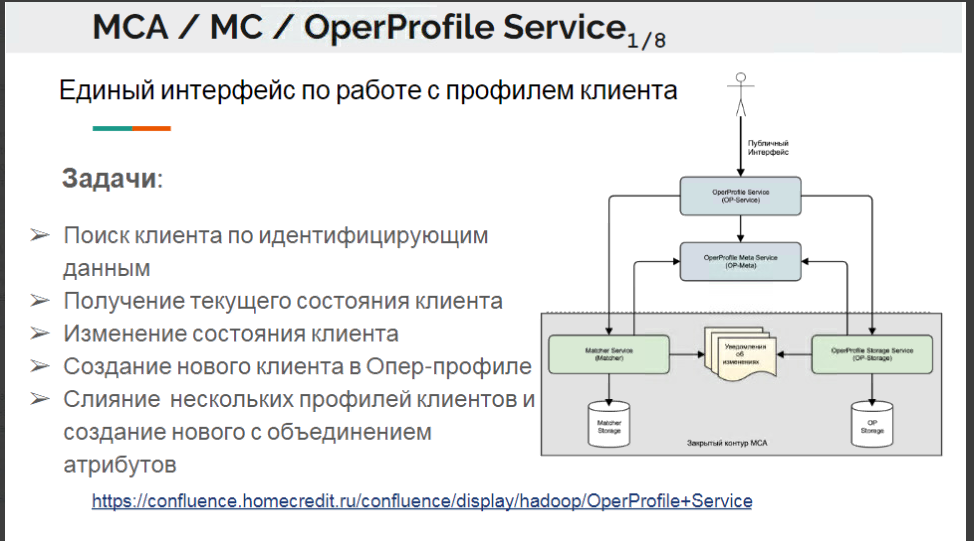 MCA / MC / OperProfile Service1/8
Единый интерфейс по работе с профилем клиента
Задачи:
➢ Поиск клиента по идентифицирующим
данным
➢ Получение текущего состояния клиента
➢ Изменение состояния клиента
➢ Создание нового клиента в Опер-профиле
➢ Слияние нескольких профилей клиентов и
создание нового с объединением
атрибутов
https://confluence.homecredit.ru/confluence/display/hadoop/OperProfile+Service
Публичный
Интерфейс
OperProfile Service
(OP-Service)
OperProfile Meta Service
(OP-Meta)
Matcher Service
(Matcher)
Уведомления
об
изменениях
OperProfile Storage Service
(OP-Storage)
Matcher
Storage
OP
Storage
Закрытый контур MCA